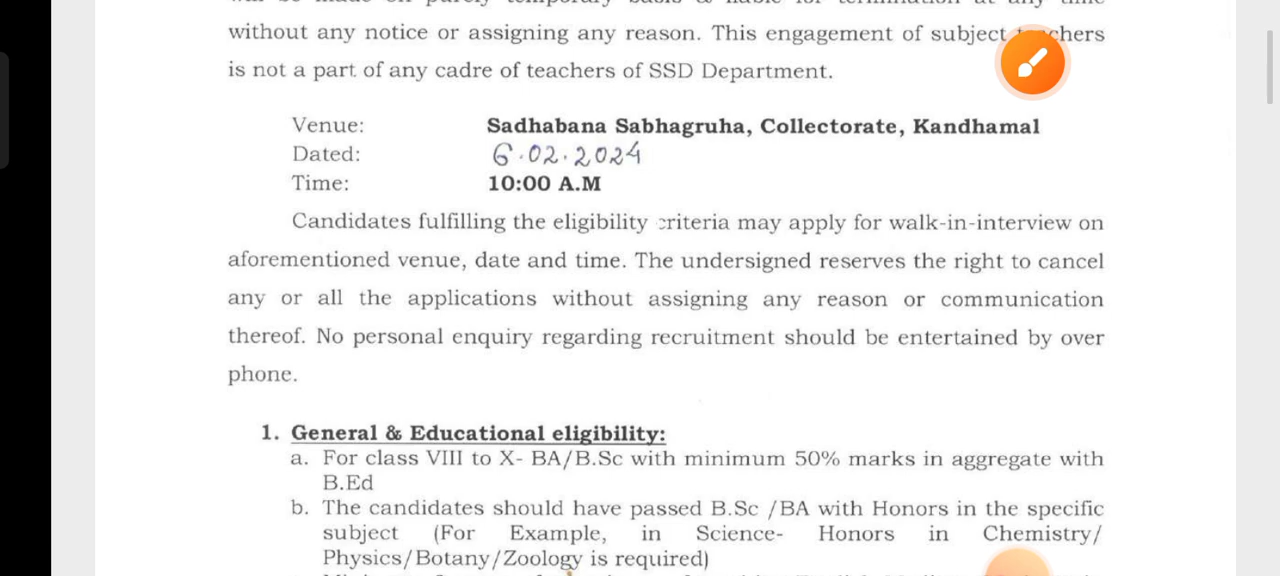 without any notice or assigning any reason. This engagement of subject
is not a part of any cadre of teachers of SSD Department.
Venue: Sadhabana Sabhagruha, Collectorate, Kandhamal
Dated: 6.02.2024
Time: 10:00 A.M
Candidates fulfilling the eligibility criteria may apply for walk-in-interview on
aforementioned venue, date and time. The undersigned reserves the right to cancel
any or all the applications without assigning any reason or communication
thereof. No personal enquiry regarding recruitment should be entertained by over
phone.
1. General & Educational eligibility:
a. For class VIII to X- BA/B.Sc with minimum 50% marks in aggregate with
B.Ed
b. The candidates should have passed B.Sc /BA with Honors in the specific
subject (For Example, in Science- Honors in Chemistry/
Physics/Botany/Zoology is required)